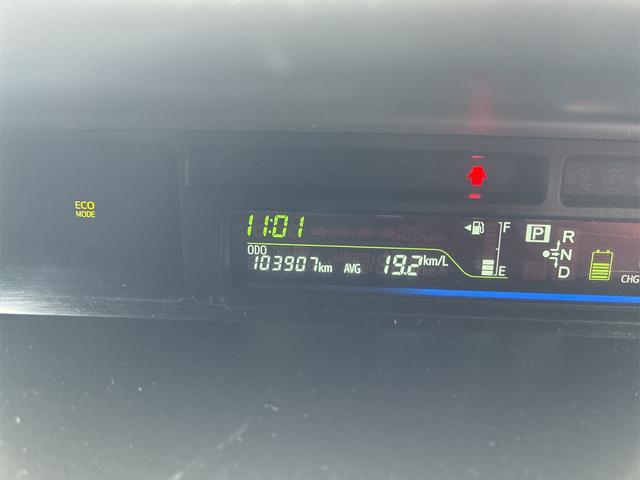 ECO
MODE
11:01
ODO
103907km AVG 19.2km/L
F
E
P
R
N
D
CHG